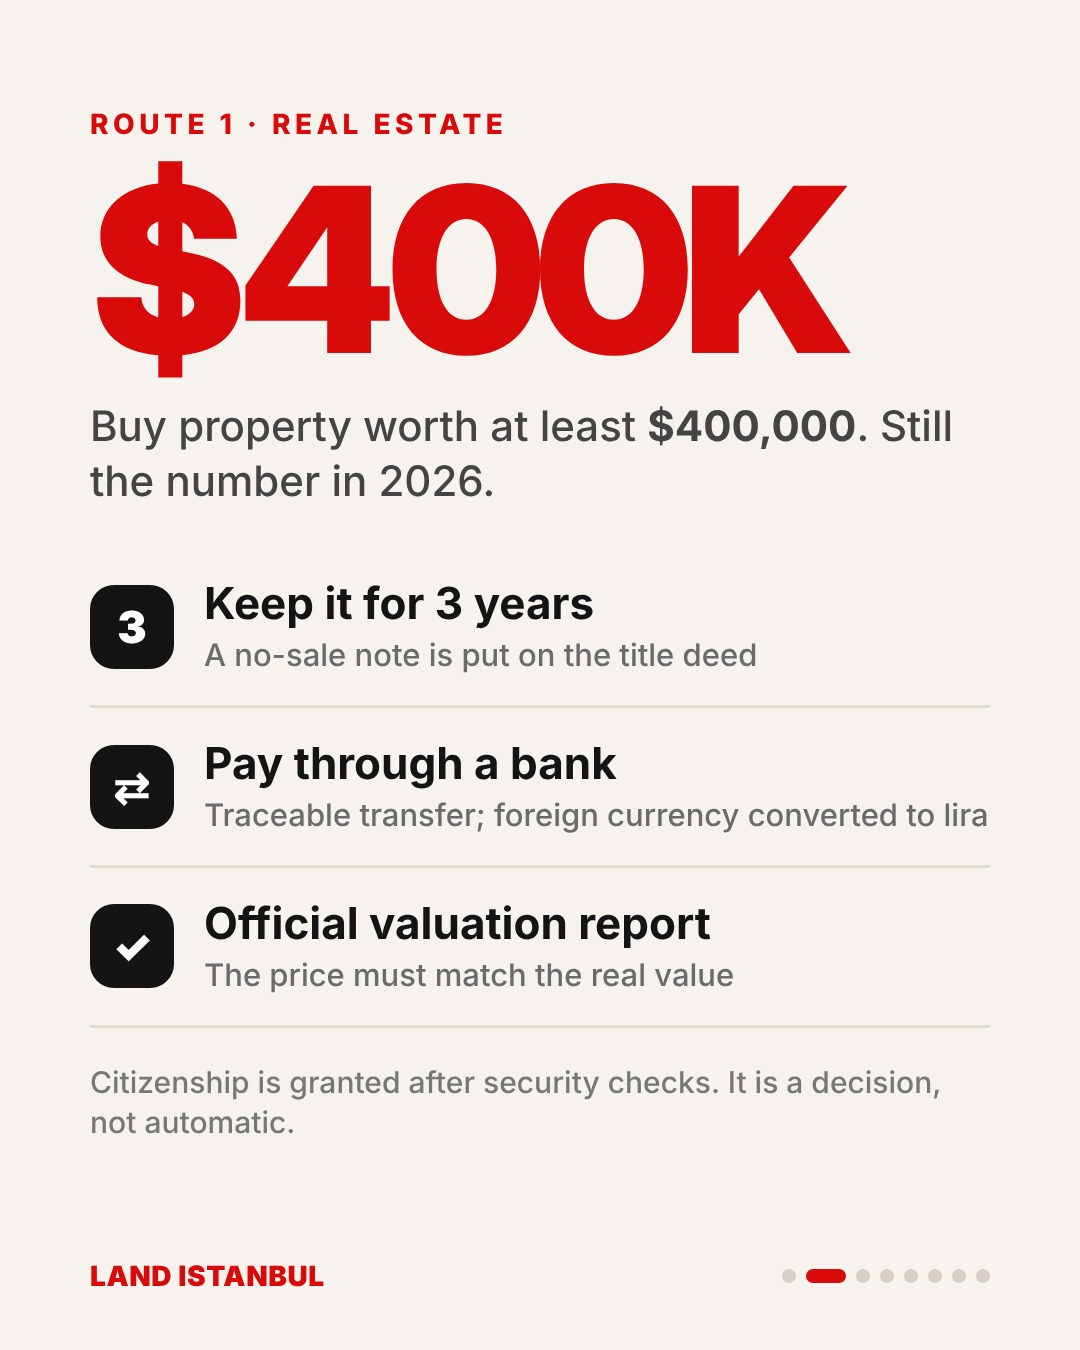 ROUTE 1 · REAL ESTATE
$400K
Buy property worth at least $400,000. Still
the number in 2026.
3
Keep it for 3 years
A no-sale note is put on the title deed
⇄
Pay through a bank
Traceable transfer; foreign currency converted to lira
✓
Official valuation report
The price must match the real value
Citizenship is granted after security checks. It is a decision,
not automatic.
LAND ISTANBUL